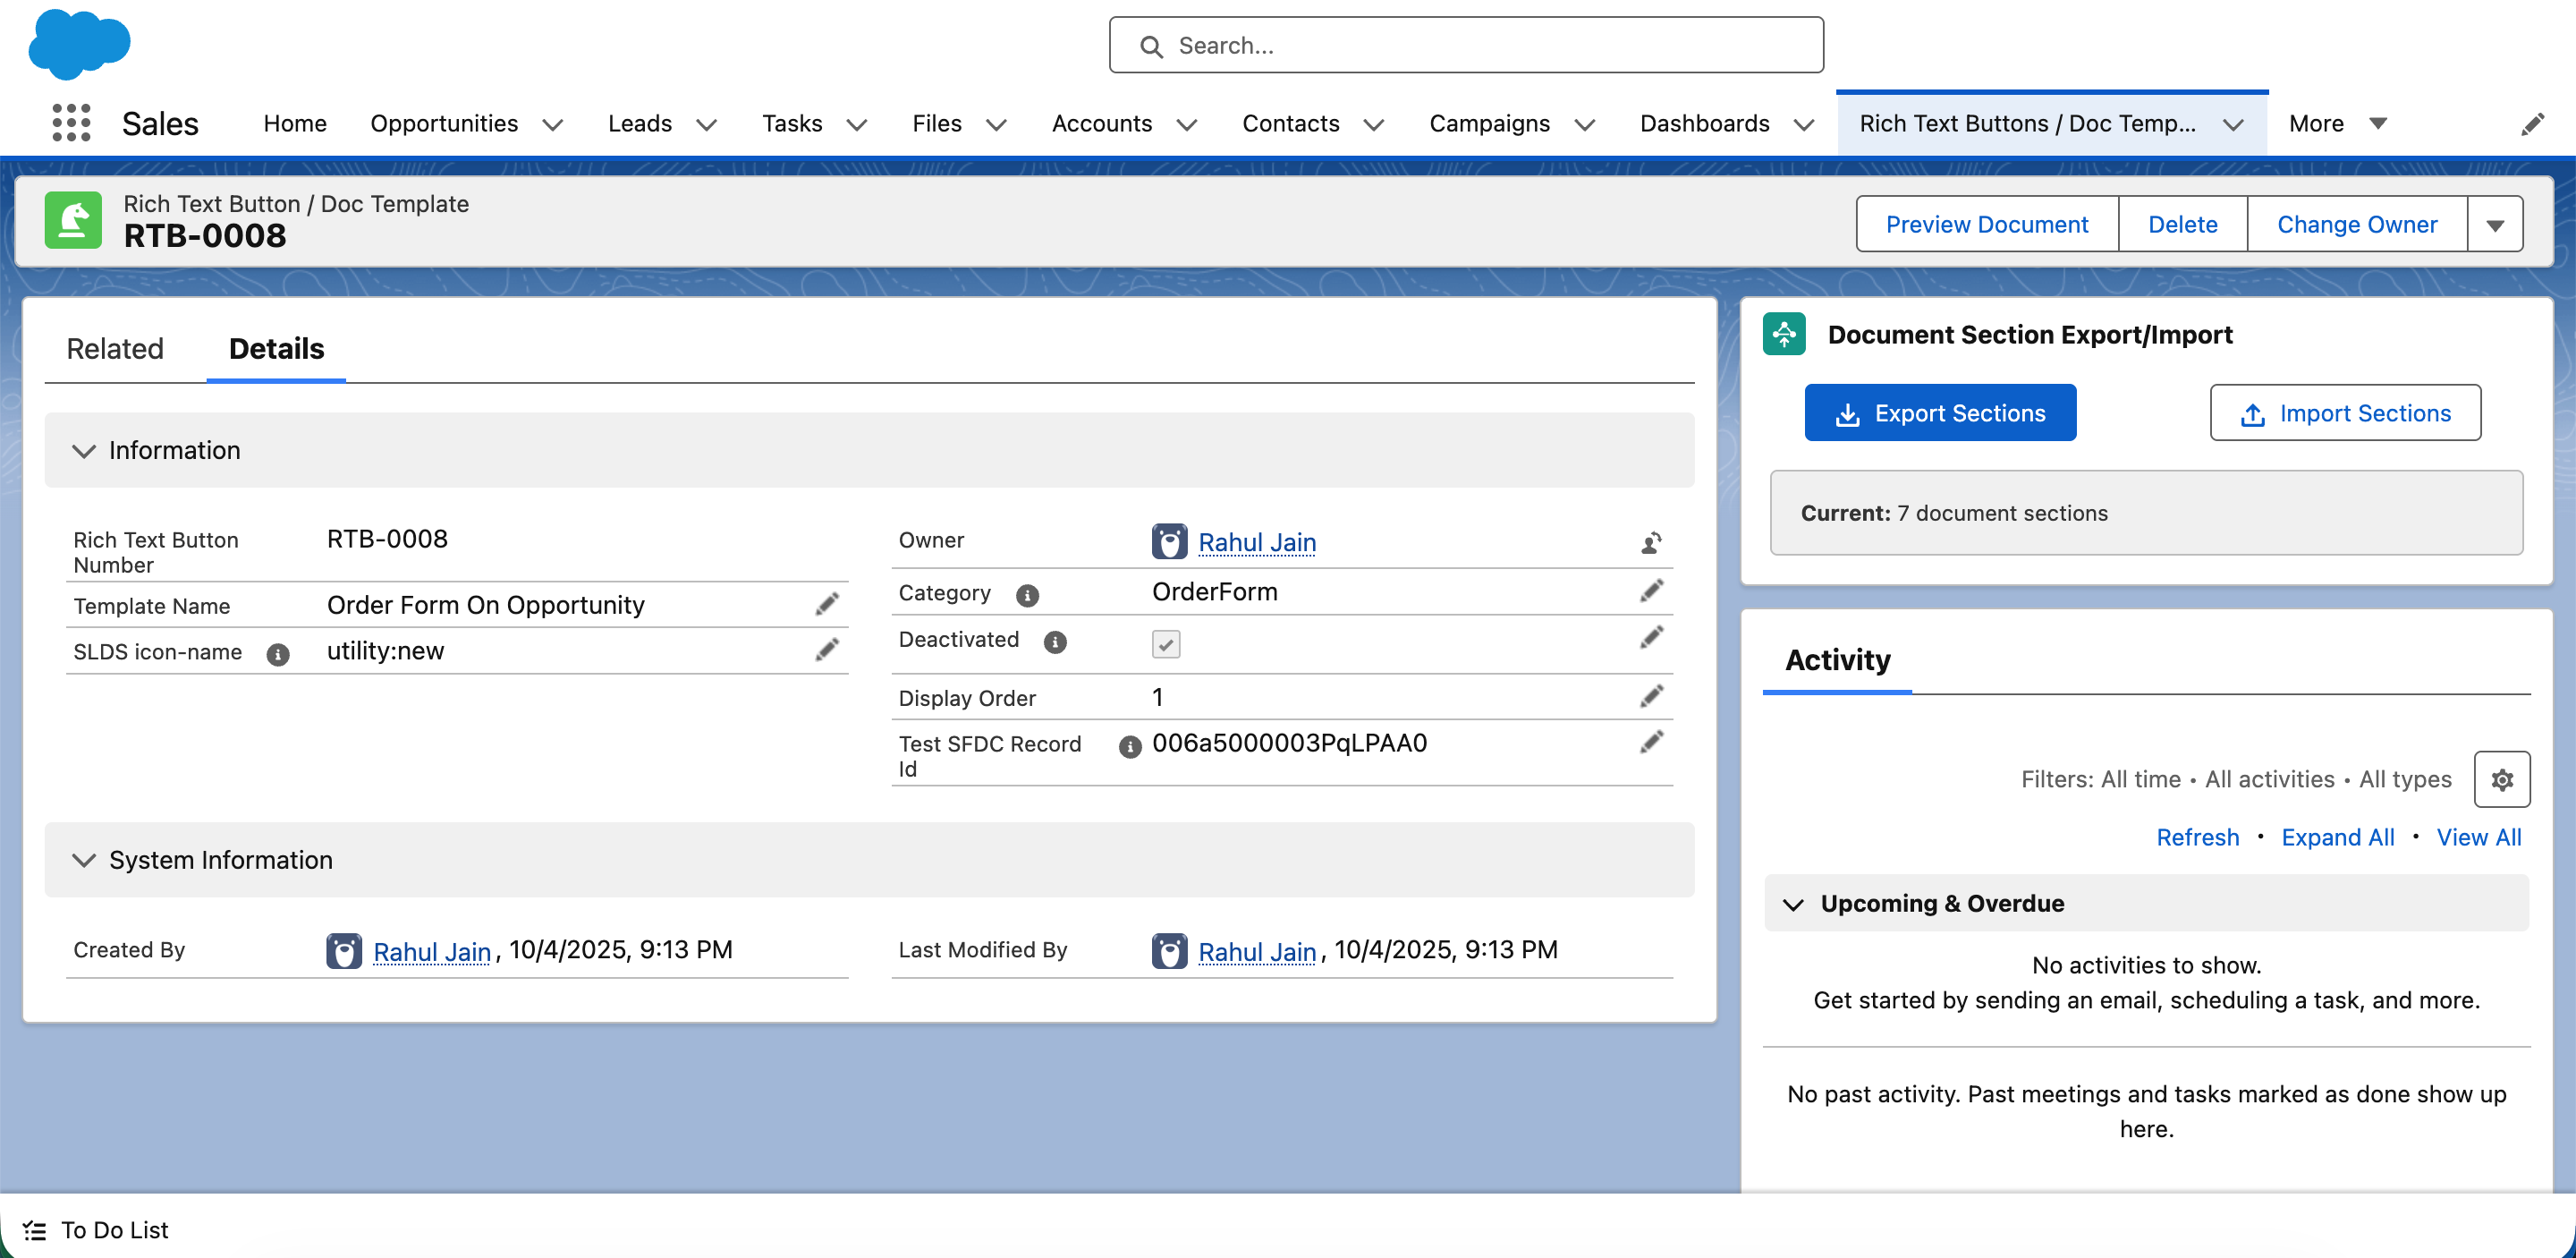 Search...
Sales
Home
Opportunities
Leads
Tasks
Files
Accounts
Contacts
Campaigns
Dashboards
Rich Text Buttons / Doc Temp...
More
Rich Text Button / Doc Template
RTB-0008
Preview Document
Delete
Change Owner
Related
Details
Information
Rich Text Button
Number
RTB-0008
Template Name
Order Form On Opportunity
SLDS icon-name
utility:new
Owner
Rahul Jain
Category
OrderForm
Deactivated
Display Order
1
Test SFDC Record
Id
006a5000003PqLPAA0
System Information
Created By
Rahul Jain, 10/4/2025, 9:13 PM
Last Modified By
Rahul Jain, 10/4/2025, 9:13 PM
Document Section Export/Import
Export Sections
Import Sections
Current: 7 document sections
Activity
Filters: All time • All activities • All types
Refresh • Expand All • View All
Upcoming & Overdue
No activities to show.
Get started by sending an email, scheduling a task, and more.
No past activity. Past meetings and tasks marked as done show up
here.
To Do List